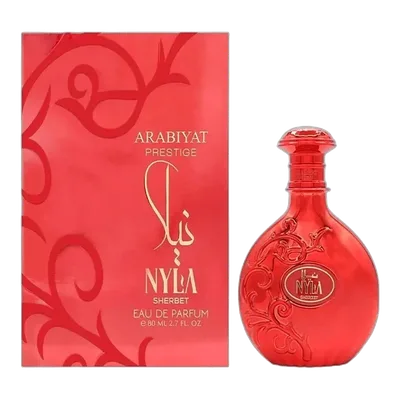 ARABIYAT
PRESTIGE
نيلا
NYLA
SHERBET
EAU DE PARFUM
e 80 ML 2.7 FL. OZ
نيلا
NYLA
SHERBET